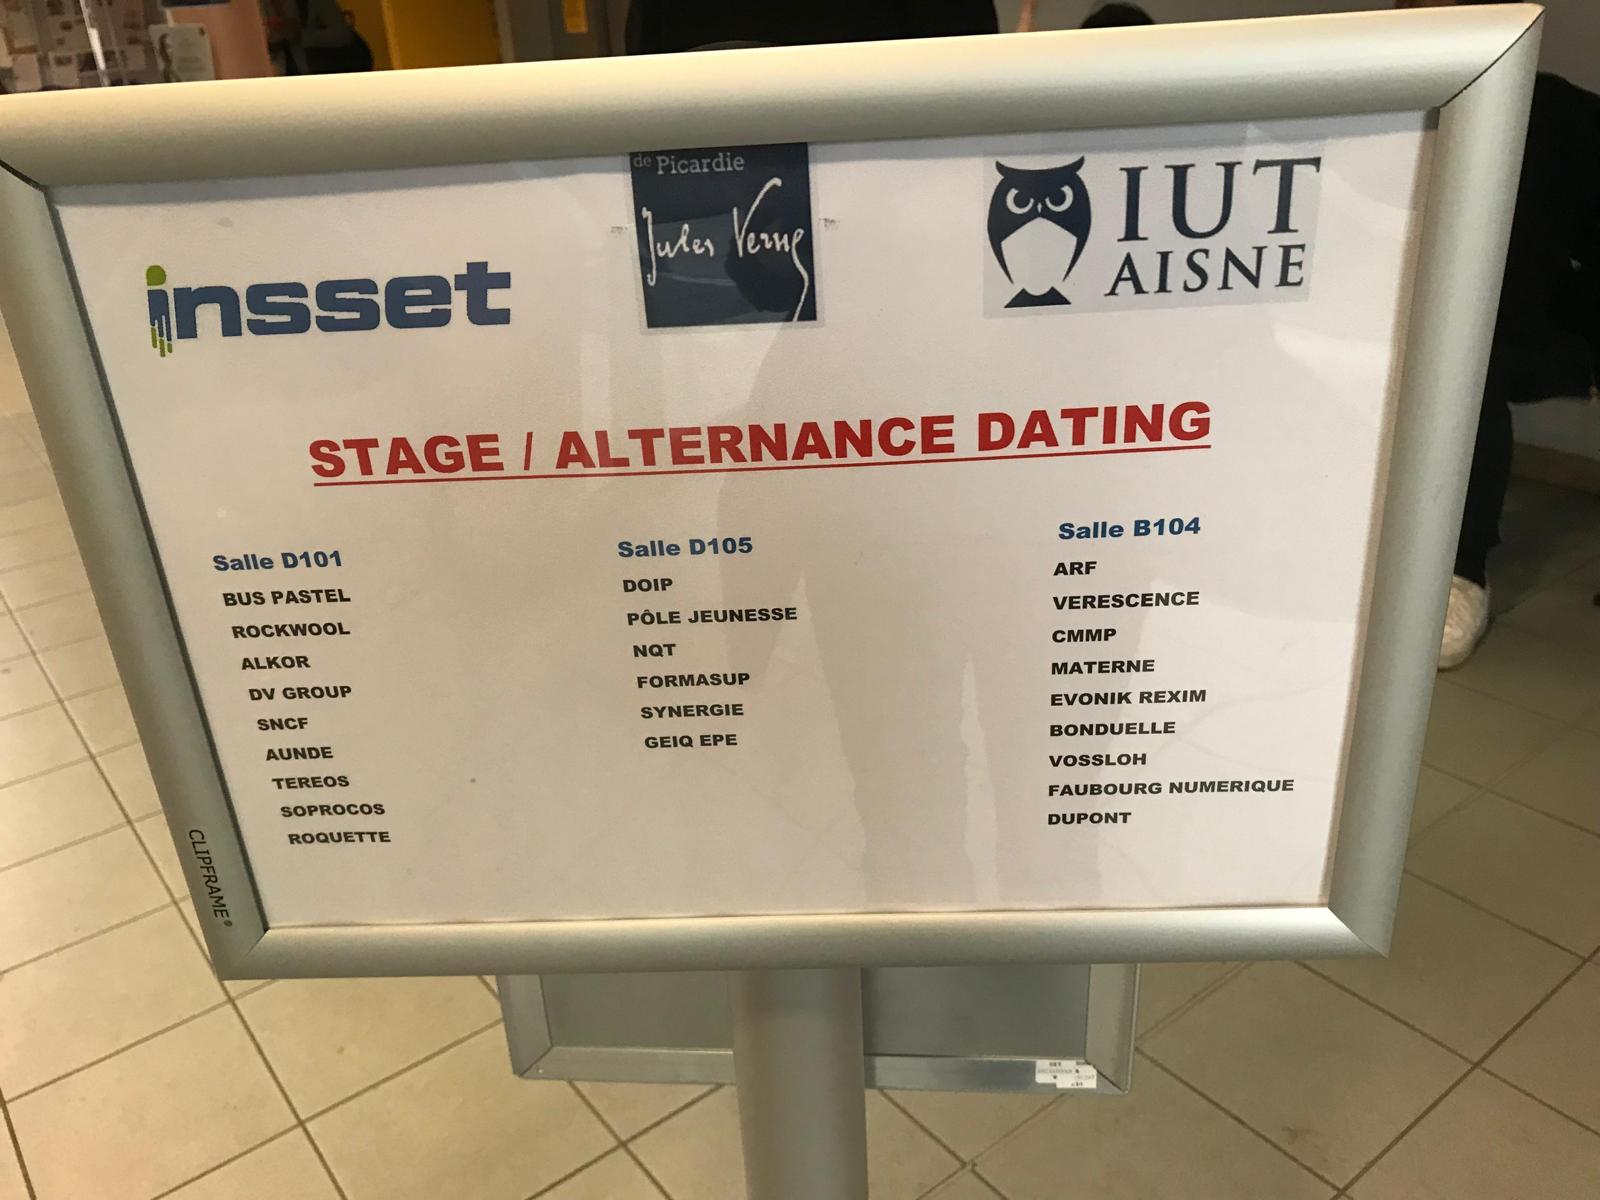 de Picardie
Jules Verne
insset
IUT
AISNE
STAGE / ALTERNANCE DATING
Salle D101
BUS PASTEL
ROCKWOOL
ALKOR
DV GROUP
SNCF
AUNDE
TEREOS
SOPROCOS
ROQUETTE
Salle D105
DOIP
PÔLE JEUNESSE
NQT
FORMASUP
SYNERGIE
GEIQ EPE
Salle B104
ARF
VERESCENCE
CMMP
MATERNE
EVONIK REXIM
BONDUELLE
VOSSLOH
FAUBOURG NUMERIQUE
DUPONT
CLIPFRAME®